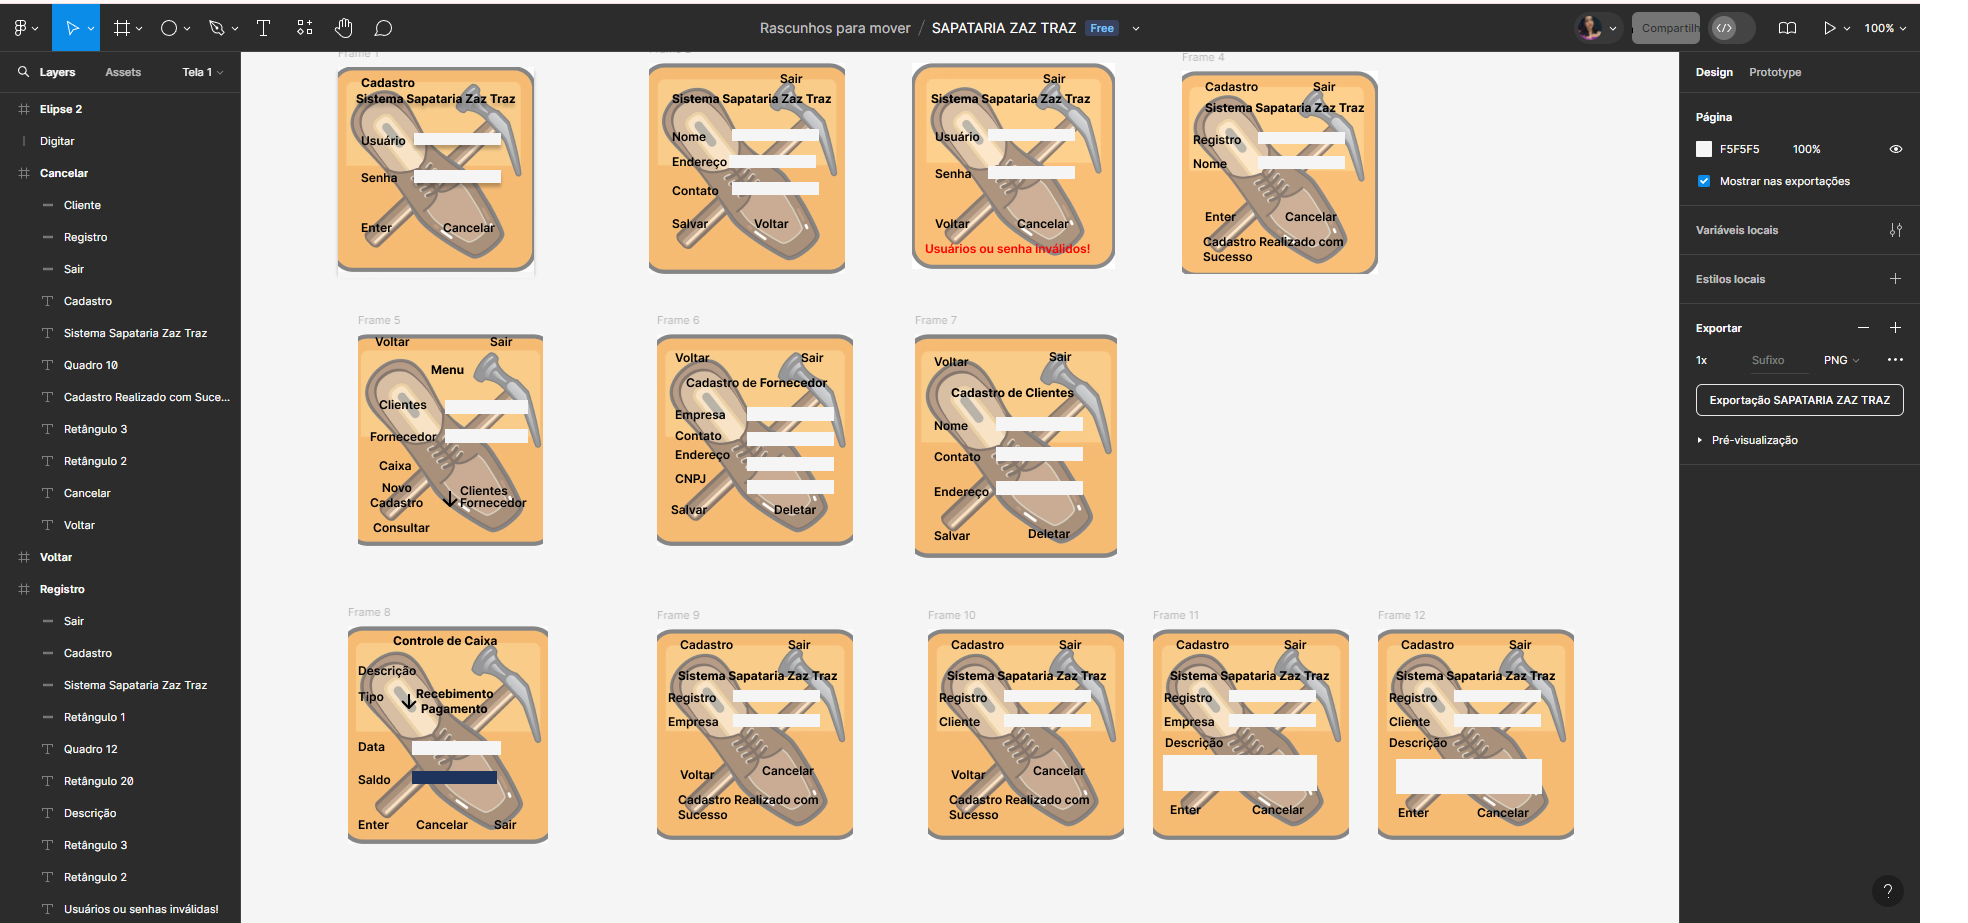 Rascunhos para mover / SAPATARIA ZAZ TRAZ Free
Compartilh
100%
Layers Assets Tela 1
Elipse 2
Digitar
Cancelar
Cliente
Registro
Sair
Cadastro
Sistema Sapataria Zaz Traz
Quadro 10
Cadastro Realizado com Suce...
Retângulo 3
Retângulo 2
Cancelar
Voltar
Voltar
Registro
Sair
Cadastro
Sistema Sapataria Zaz Traz
Retângulo 1
Quadro 12
Retângulo 20
Descrição
Retângulo 3
Retângulo 2
Usuários ou senhas inválidas!
Frame 1
Cadastro
Sistema Sapataria Zaz Traz
Usuário
Senha
Enter Cancelar
Sair
Sistema Sapataria Zaz Traz
Nome
Endereço
Contato
Salvar Voltar
Sair
Sistema Sapataria Zaz Traz
Usuário
Senha
Voltar Cancelar
Usuários ou senha inválidos!
Frame 4
Cadastro Sair
Sistema Sapataria Zaz Traz
Registro
Nome
Enter Cancelar
Cadastro Realizado com
Sucesso
Frame 5
Voltar Sair
Menu
Clientes
Fornecedor
Caixa
Novo
Cadastro
Clientes
Fornecedor
Consultar
Frame 6
Voltar Sair
Cadastro de Fornecedor
Empresa
Contato
Endereço
CNPJ
Salvar Deletar
Frame 7
Voltar Sair
Cadastro de Clientes
Nome
Contato
Endereço
Salvar Deletar
Frame 8
Controle de Caixa
Descrição
Tipo
Recebimento
Pagamento
Data
Saldo
Enter Cancelar Sair
Frame 9
Cadastro Sair
Sistema Sapataria Zaz Traz
Registro
Empresa
Voltar Cancelar
Cadastro Realizado com
Sucesso
Frame 10
Cadastro Sair
Sistema Sapataria Zaz Traz
Registro
Cliente
Voltar Cancelar
Cadastro Realizado com
Sucesso
Frame 11
Cadastro Sair
Sistema Sapataria Zaz Traz
Registro
Empresa
Descrição
Enter Cancelar
Frame 12
Cadastro Sair
Sistema Sapataria Zaz Traz
Registro
Cliente
Descrição
Enter Cancelar
Design Prototype
Página
F5F5F5 100%
Mostrar nas exportações
Variáveis locais
Estilos locais
Exportar
1x Sufixo PNG
Exportação SAPATARIA ZAZ TRAZ
Pré-visualização
?